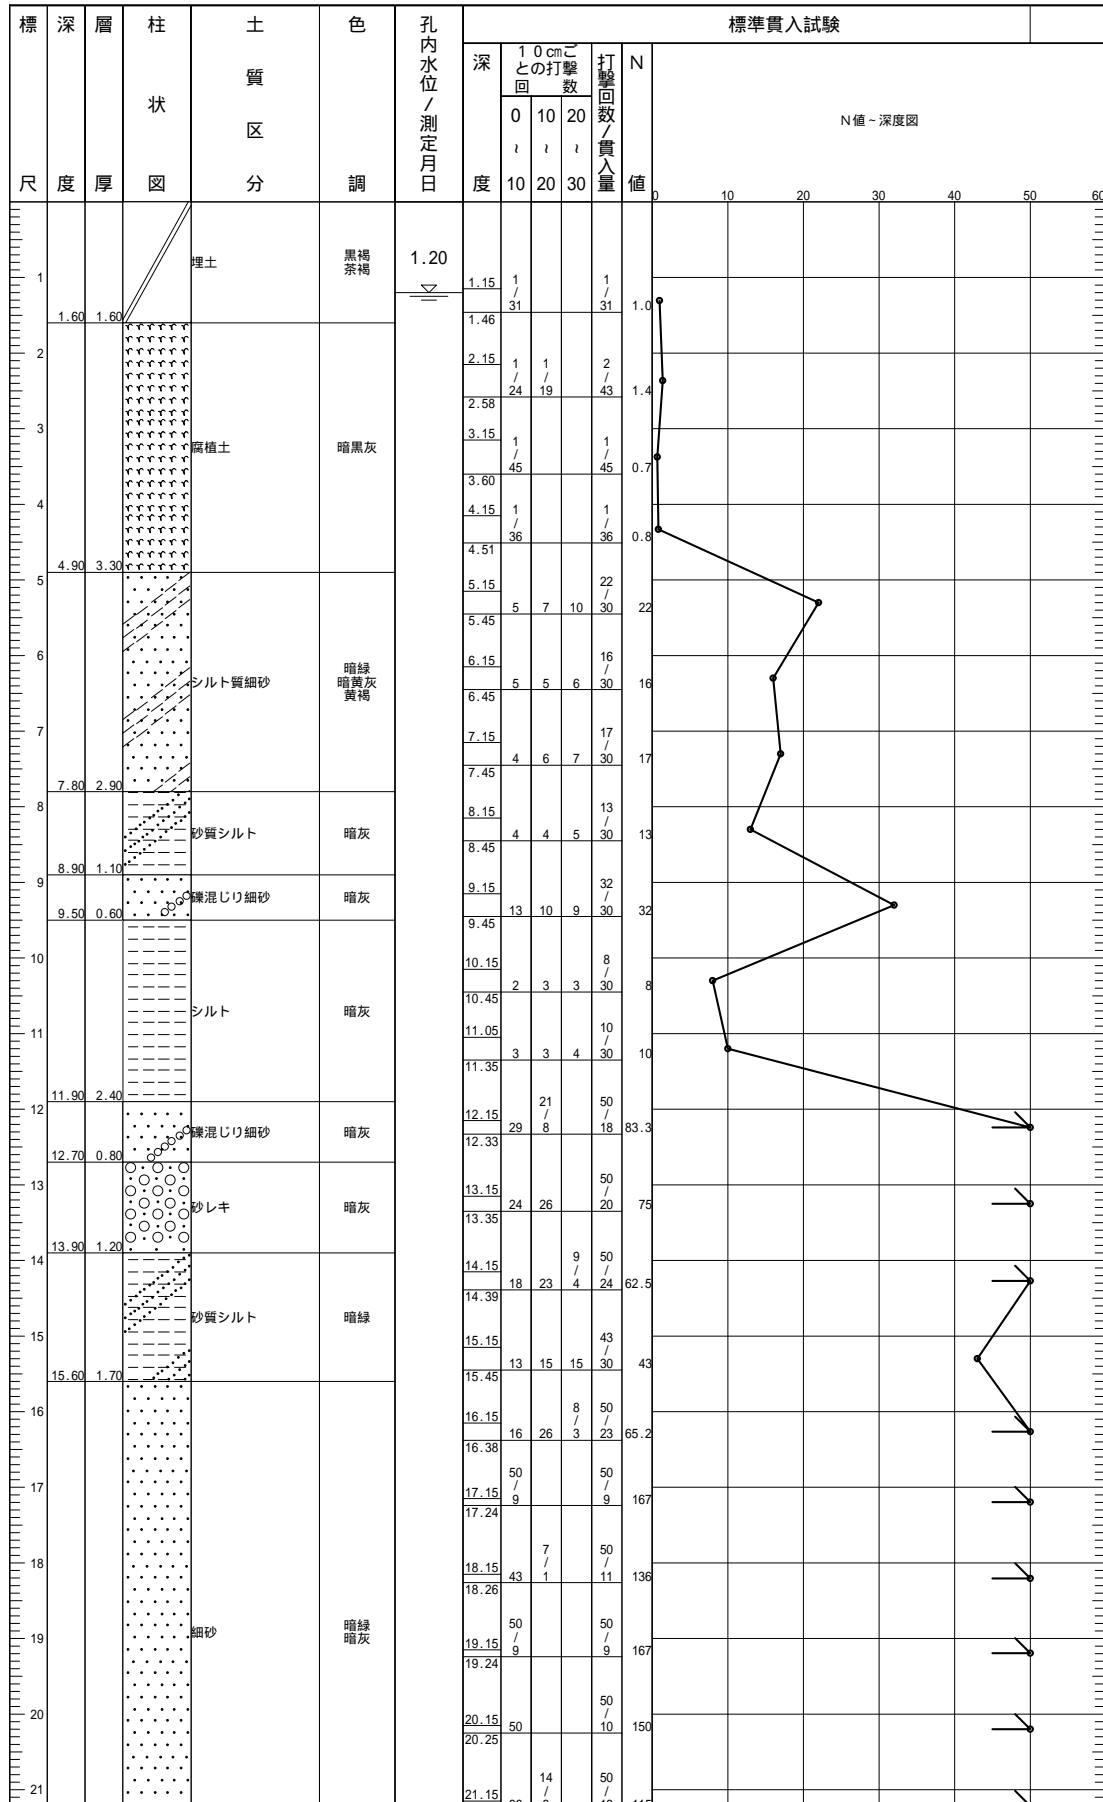 標尺
深度
層厚
柱状図
土質区分
色調
孔内水位/測定月日
標準貫入試験
深度
10cmごとの打撃回数
0 ~ 10
10 ~ 20
20 ~ 30
打撃回数/貫入量
N値
N値~深度図
0 10 20 30 40 50 60
埋土 黒褐 茶褐 1.20
1
1.15 1/31 1/31 1.0
1.46
1.60 1.60
2
2.15 1/24 1/19 2/43 1.4
2.58
3
3.15 1/45 1/45 0.7
腐植土 暗黒灰
3.60
4
4.15 1/36 1/36 0.8
4.51
4.90 3.30
5
5.15 5 7 10 22/30 22
5.45
6
6.15 5 5 6 16/30 16
シルト質細砂 暗緑 暗黄灰 黄褐
6.45
7
7.15 4 6 7 17/30 17
7.45
7.80 2.90
8
8.15 4 4 5 13/30 13
砂質シルト 暗灰
8.45
8.90 1.10
9
9.15 13 10 9 32/30 32
礫混じり細砂 暗灰
9.45
9.50 0.60
10
10.15 2 3 3 8/30 8
10.45
シルト 暗灰
11
11.05 3 3 4 10/30 10
11.35
11.90 2.40
12
12.15 29 21/8 50/18 83.3
礫混じり細砂 暗灰
12.33
12.70 0.80
13
13.15 24 26 50/20 75
砂レキ 暗灰
13.35
13.90 1.20
14
14.15 18 23 9/4 50/24 62.5
14.39
砂質シルト 暗緑
15
15.15 13 15 15 43/30 43
15.45
15.60 1.70
16
16.15 16 26 8/3 50/23 65.2
16.38
17
17.15 50/9 50/9 167
17.24
18
18.15 43 7/1 50/11 136
18.26
細砂 暗緑 暗灰
19
19.15 50/9 50/9 167
19.24
20
20.15 50 50/10 150
20.25
21
21.15 14/ 50/